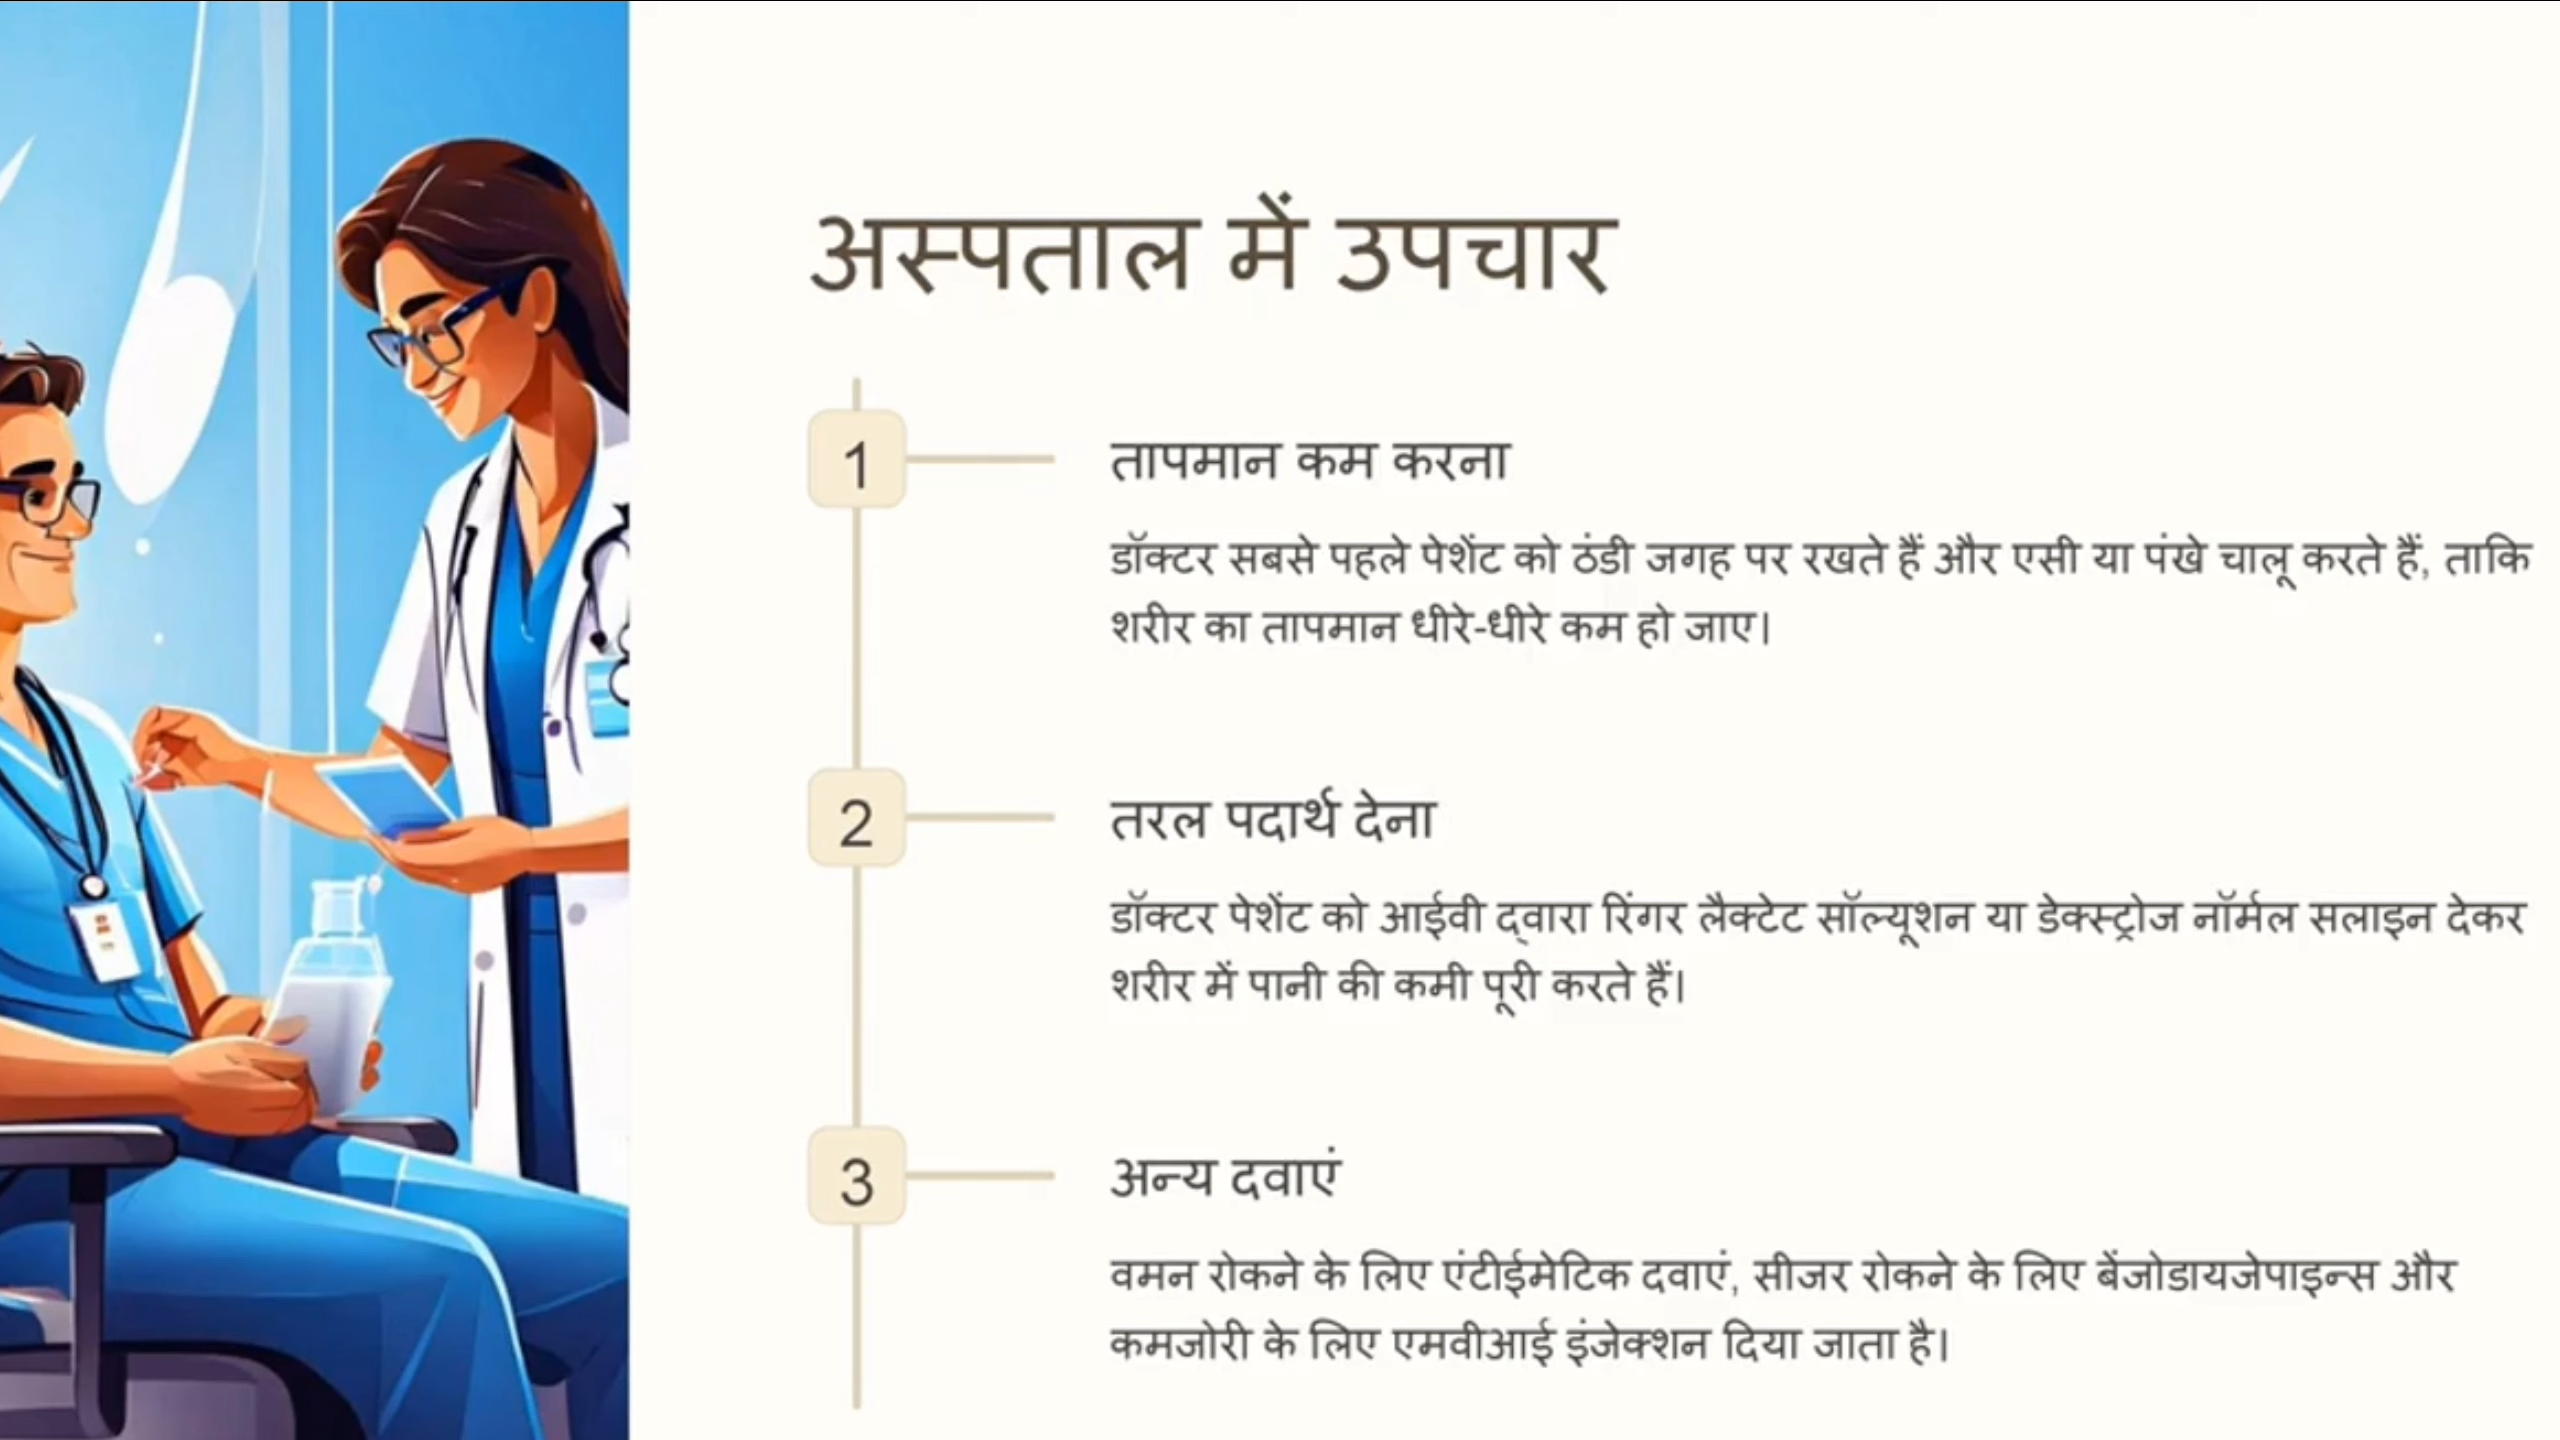 अस्पताल में उपचार
1
तापमान कम करना
डॉक्टर सबसे पहले पेशेंट को ठंडी जगह पर रखते हैं और एसी या पंखे चालू करते हैं, ताकि
शरीर का तापमान धीरे-धीरे कम हो जाए।
2
तरल पदार्थ देना
डॉक्टर पेशेंट को आईवी द्वारा रिंगर लैक्टेट सॉल्यूशन या डेक्स्ट्रोज नॉर्मल सलाइन देकर
शरीर में पानी की कमी पूरी करते हैं।
3
अन्य दवाएं
वमन रोकने के लिए एंटीईमेटिक दवाएं, सीजर रोकने के लिए बेंजोडायजेपाइन्स और
कमजोरी के लिए एमवीआई इंजेक्शन दिया जाता है।